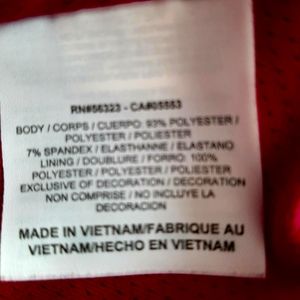 RN#56323 - CA#05553
BODY / CORPS / CUERPO: 93% POLYESTER /
POLYESTER / POLIESTER
7% SPANDEX / ELASTHANNE / ELASTANO
LINING / DOUBLURE / FORRO: 100%
POLYESTER / POLYESTER / POLIESTER
EXCLUSIVE OF DECORATION / DECORATION
NON COMPRISE / NO INCLUYE LA
DECORACION
MADE IN VIETNAM/FABRIQUE AU
VIETNAM/HECHO EN VIETNAM